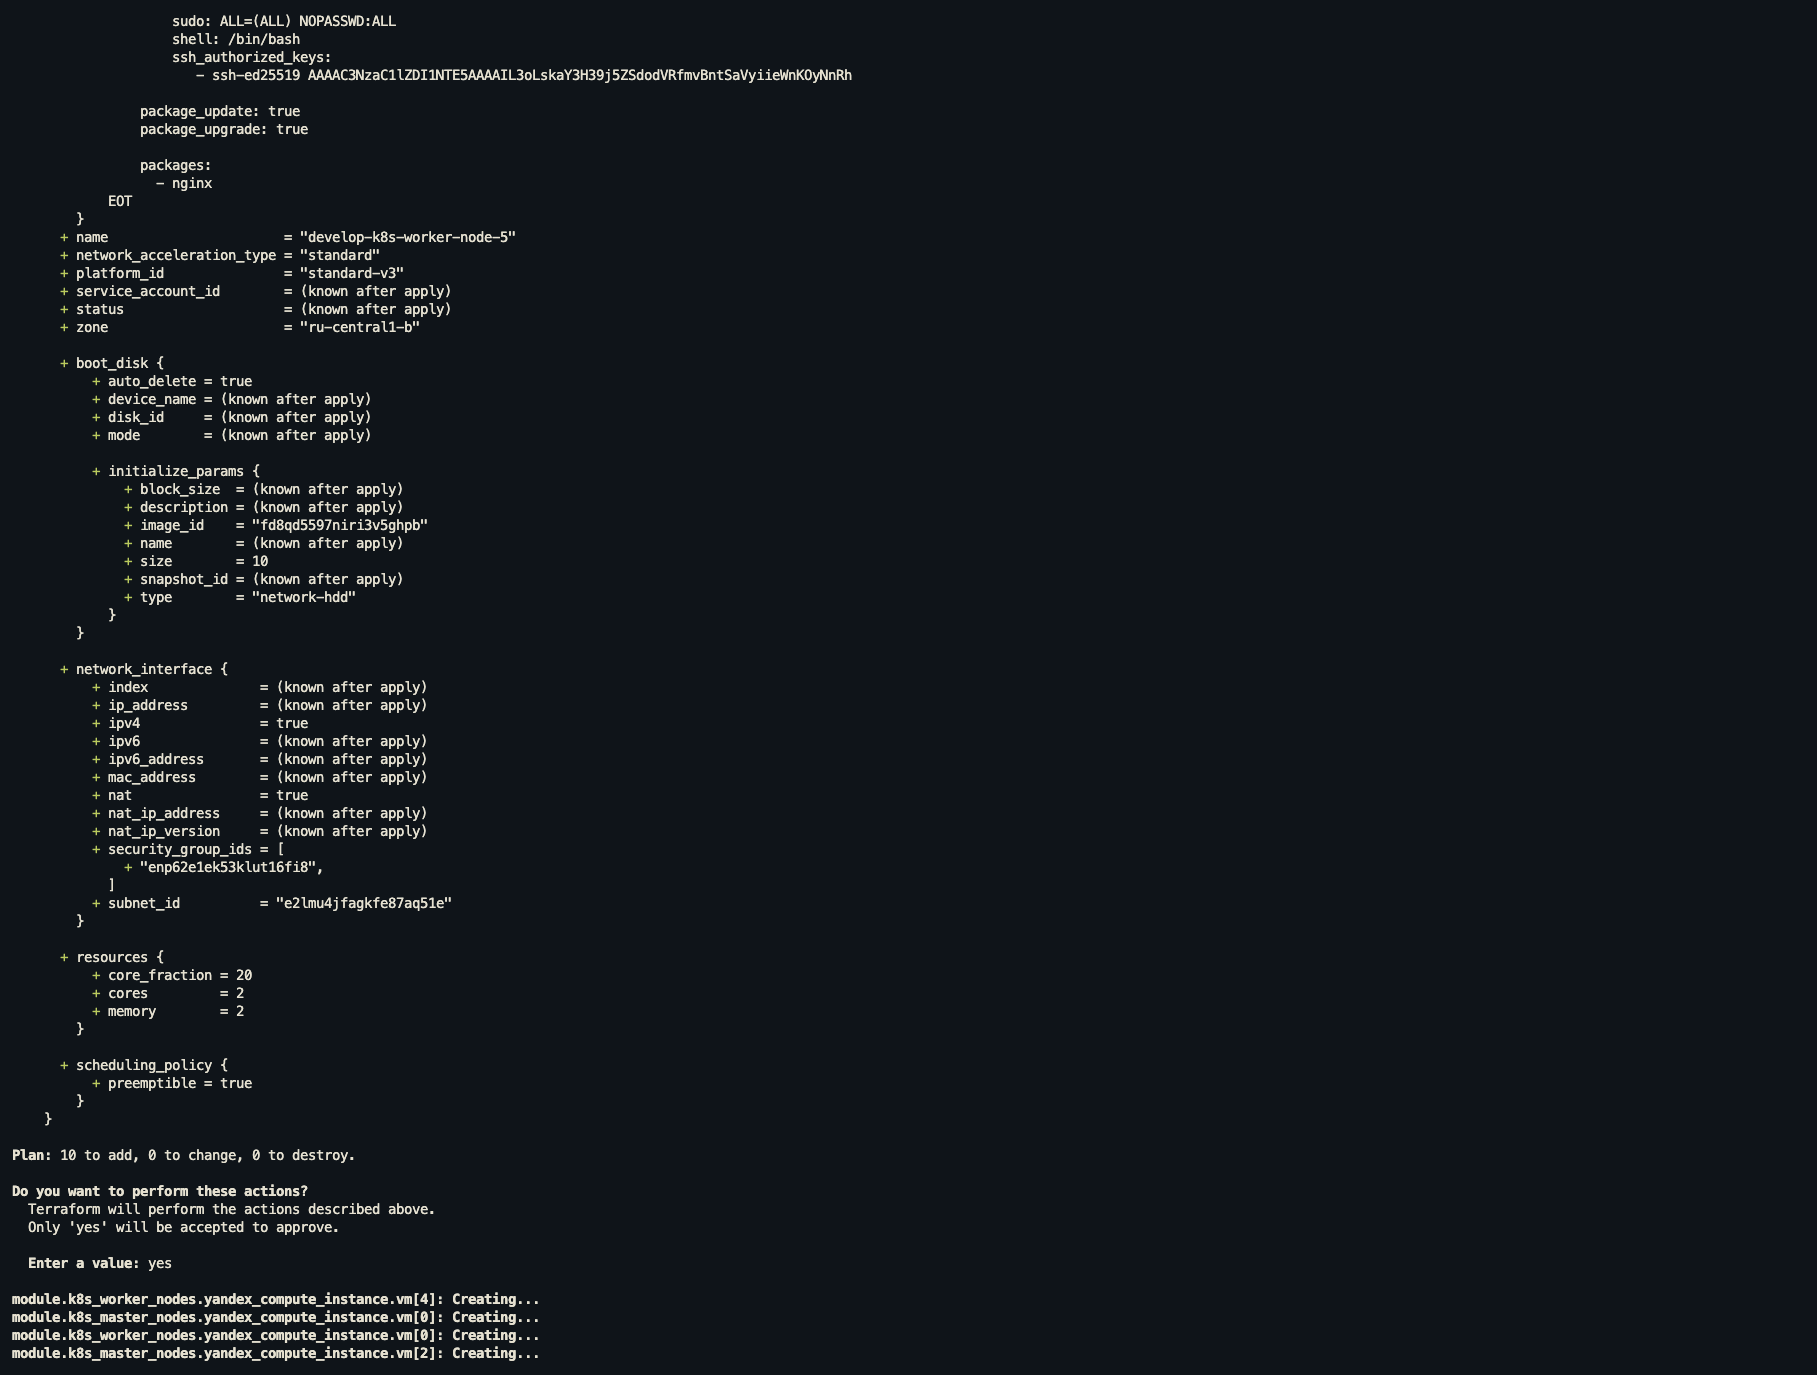 sudo: ALL=(ALL) NOPASSWD:ALL
shell: /bin/bash
ssh_authorized_keys:
- ssh-ed25519 AAAAC3NzaC1lZDI1NTE5AAAAIL3oLskaY3H39j5ZSdodVRfmvBntSaVyiieWnKOyNnRh
package_update: true
package_upgrade: true
packages:
- nginx
EOT
}
+ name = "develop-k8s-worker-node-5"
+ network_acceleration_type = "standard"
+ platform_id = "standard-v3"
+ service_account_id = (known after apply)
+ status = (known after apply)
+ zone = "ru-central1-b"
+ boot_disk {
+ auto_delete = true
+ device_name = (known after apply)
+ disk_id = (known after apply)
+ mode = (known after apply)
+ initialize_params {
+ block_size = (known after apply)
+ description = (known after apply)
+ image_id = "fd8qd5597niri3v5ghpb"
+ name = (known after apply)
+ size = 10
+ snapshot_id = (known after apply)
+ type = "network-hdd"
}
}
+ network_interface {
+ index = (known after apply)
+ ip_address = (known after apply)
+ ipv4 = true
+ ipv6 = (known after apply)
+ ipv6_address = (known after apply)
+ mac_address = (known after apply)
+ nat = true
+ nat_ip_address = (known after apply)
+ nat_ip_version = (known after apply)
+ security_group_ids = [
+ "enp62e1ek53klut16fi8",
]
+ subnet_id = "e2lmu4jfagkfe87aq51e"
}
+ resources {
+ core_fraction = 20
+ cores = 2
+ memory = 2
}
+ scheduling_policy {
+ preemptible = true
}
}
Plan: 10 to add, 0 to change, 0 to destroy.
Do you want to perform these actions?
Terraform will perform the actions described above.
Only 'yes' will be accepted to approve.
Enter a value: yes
module.k8s_worker_nodes.yandex_compute_instance.vm[4]: Creating...
module.k8s_master_nodes.yandex_compute_instance.vm[0]: Creating...
module.k8s_worker_nodes.yandex_compute_instance.vm[0]: Creating...
module.k8s_master_nodes.yandex_compute_instance.vm[2]: Creating...